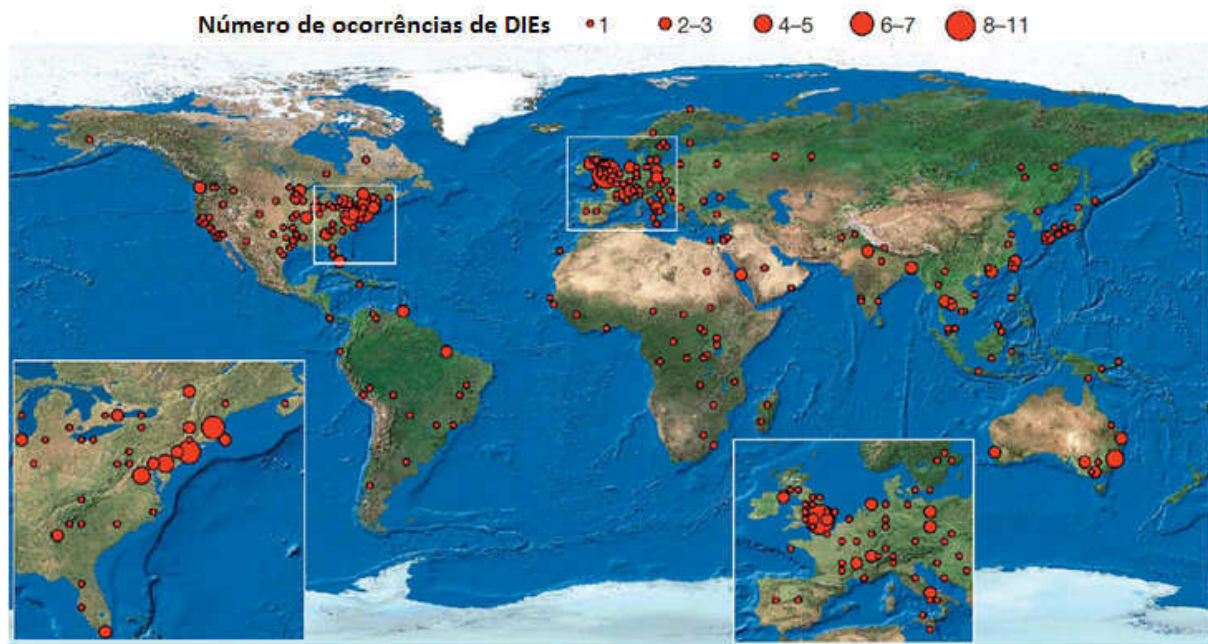 Número de ocorrências de DIEs 1 2–3 4–5 6–7 8–11